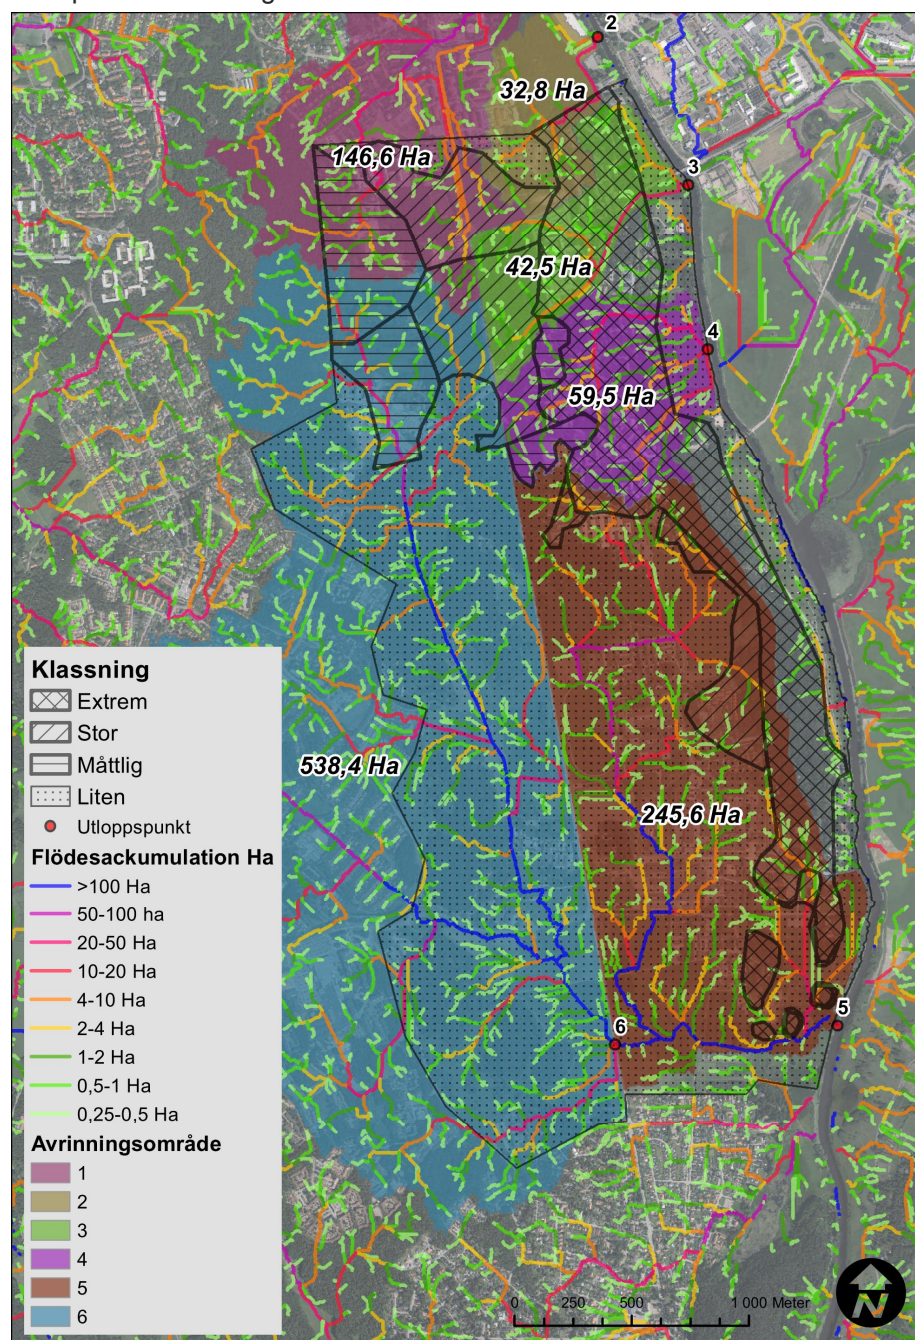 2
32,8 Ha
146,6 Ha
3
42,5 Ha
4
59,5 Ha
538,4 Ha
245,6 Ha
5
6
Klassning
Extrem
Stor
Måttlig
Liten
Utloppspunkt
Flödesackumulation Ha
>100 Ha
50-100 ha
20-50 Ha
10-20 Ha
4-10 Ha
2-4 Ha
1-2 Ha
0,5-1 Ha
0,25-0,5 Ha
Avrinningsområde
1
2
3
4
5
6
0 250 500 1 000 Meter
N